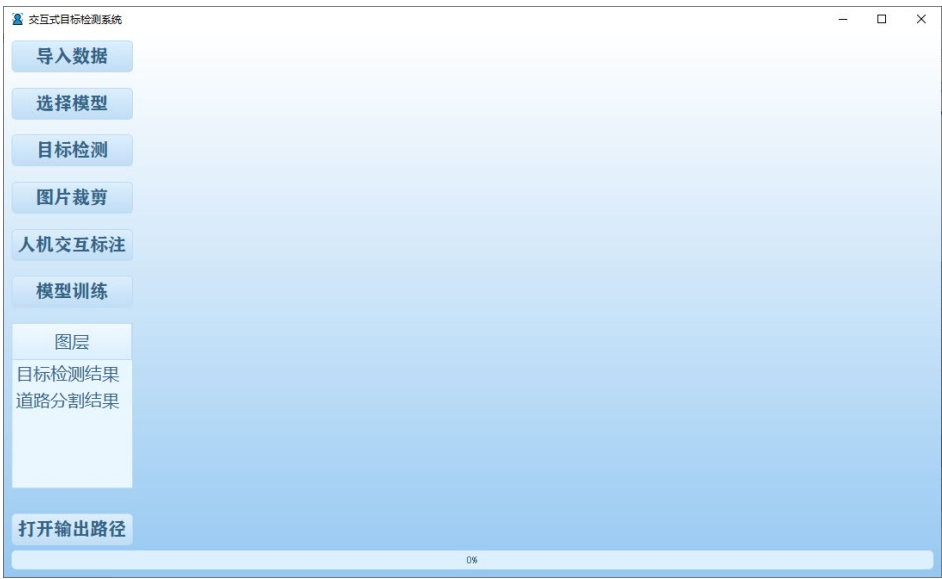 交互式目标检测系统
导入数据
选择模型
目标检测
图片裁剪
人机交互标注
模型训练
图层
目标检测结果
道路分割结果
打开输出路径
0%